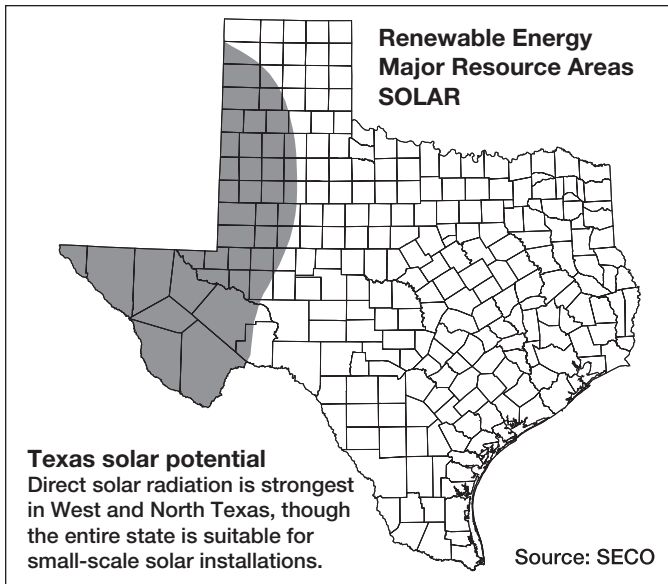 Renewable Energy
Major Resource Areas
SOLAR
Texas solar potential
Direct solar radiation is strongest
in West and North Texas, though
the entire state is suitable for
small-scale solar installations.
Source: SECO